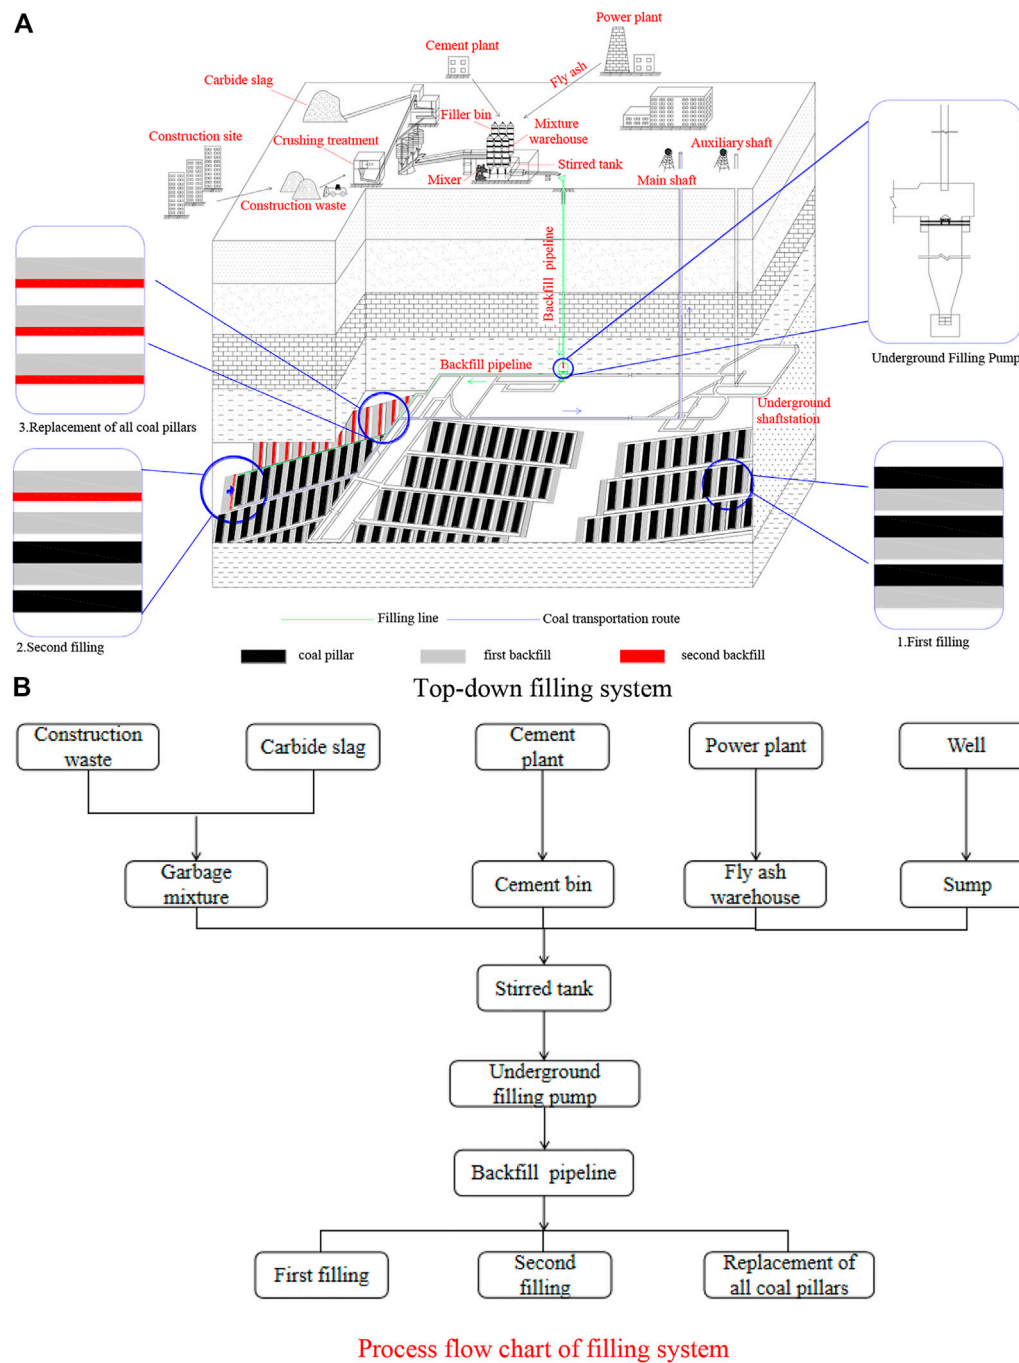 A
Power plant
Cement plant
Fly ash
Carbide slag
Filler bin
Mixture
warehouse
Construction site
Crushing treatment
Auxiliary shaft
Stirred tank
Mixer
Main shaft
Construction waste
Backfill pipeline
Backfill pipeline
Underground Filling Pump
Underground
shaftstation
3.Replacement of all coal pillars
Filling line
Coal transportation route
2.Second filling
1.First filling
coal pillar
first backfill
second backfill
B
Top-down filling system
Construction
waste
Carbide slag
Cement
plant
Power plant
Well
Garbage
mixture
Cement bin
Fly ash
warehouse
Sump
Stirred tank
Underground
filling pump
Backfill pipeline
First filling
Second
filling
Replacement of
all coal pillars
Process flow chart of filling system